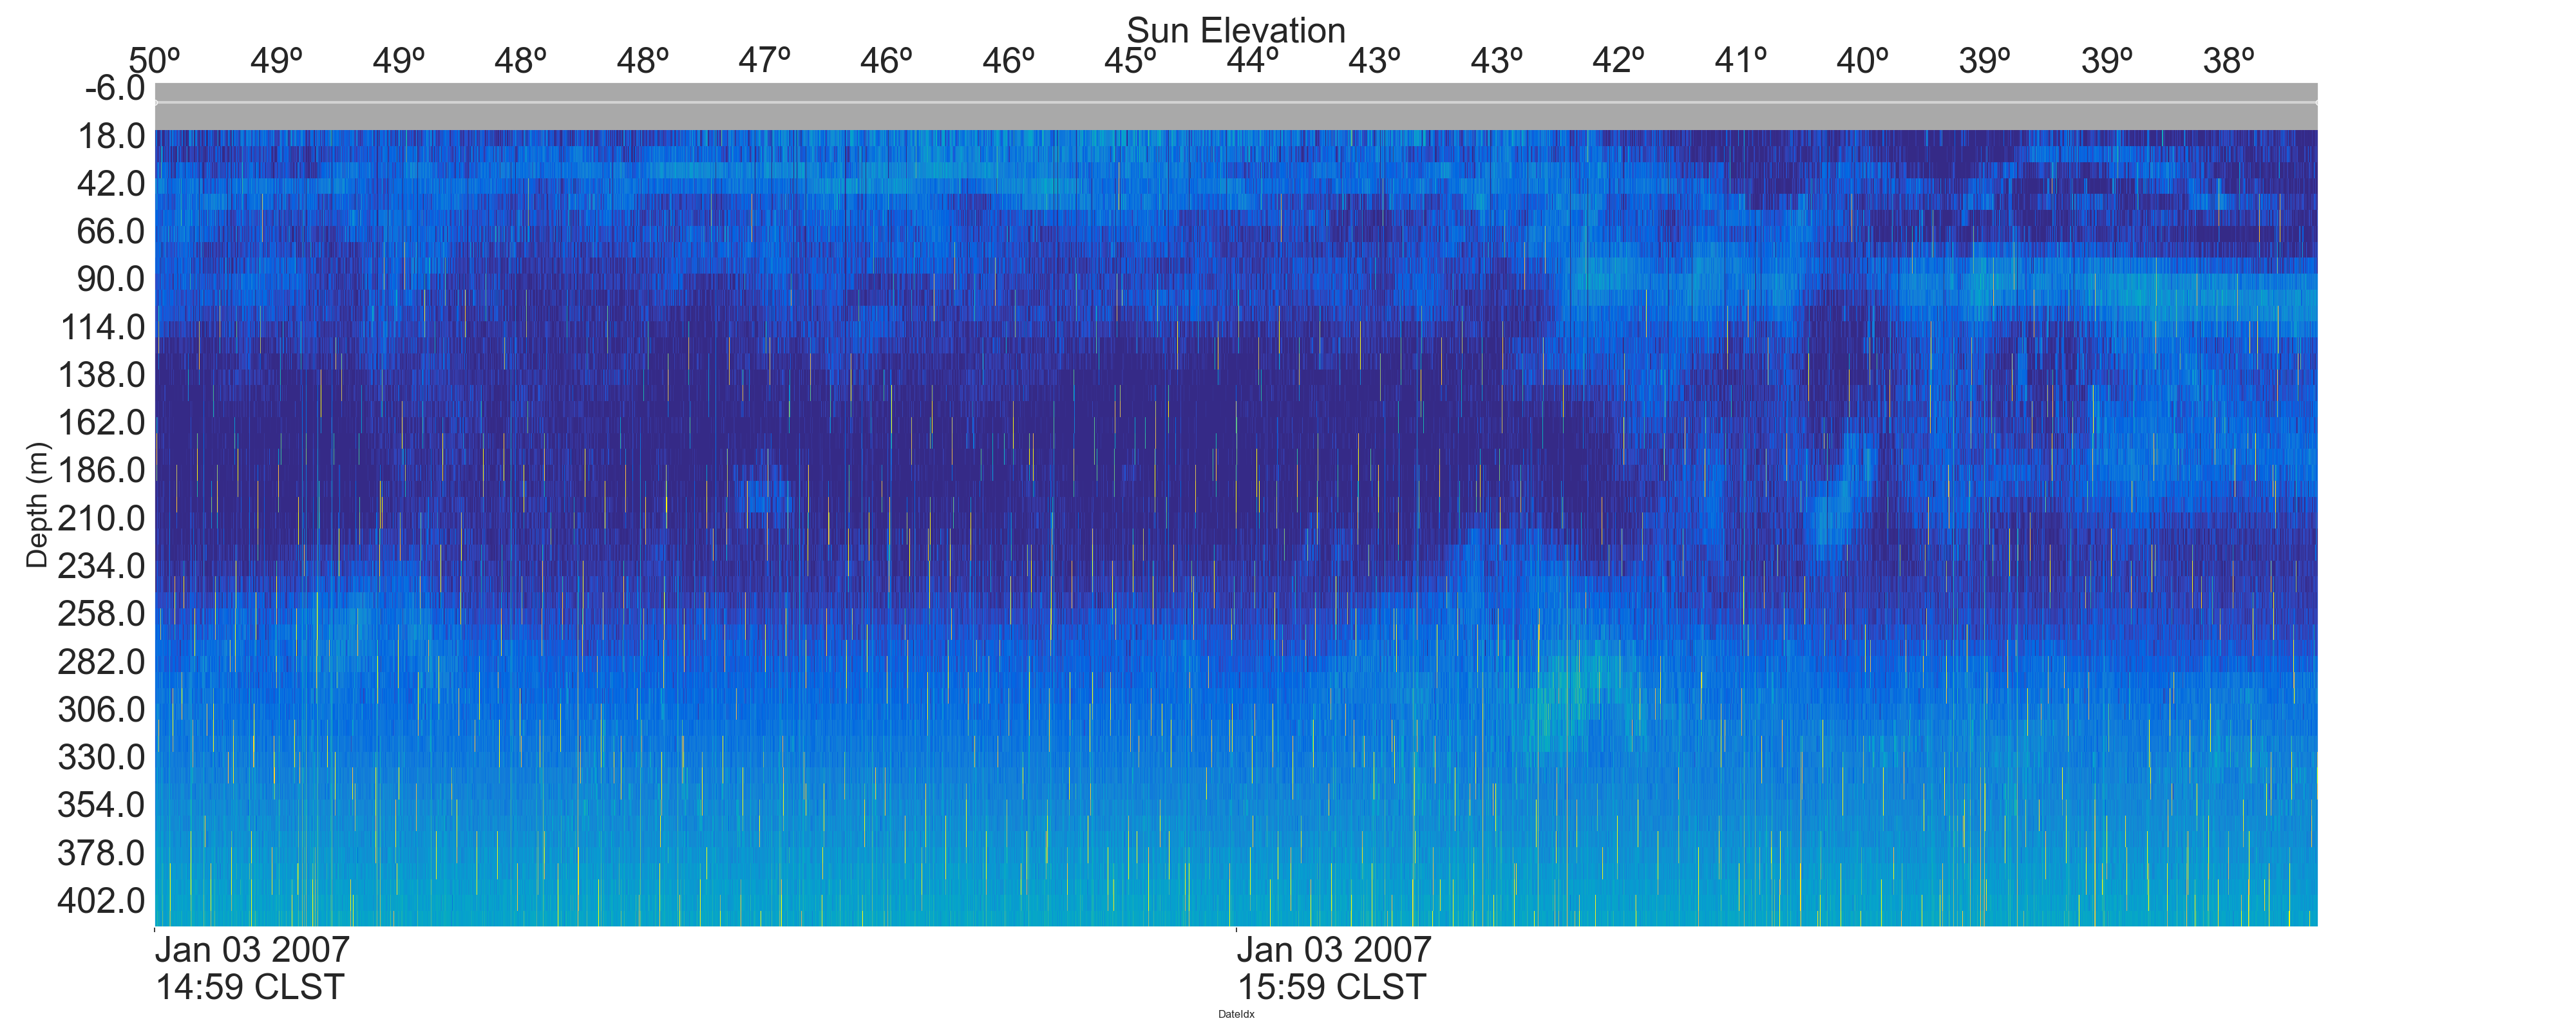 Sun Elevation
50º 49º 49º 48º 48º 47º 46º 46º 45º 44º 43º 43º 42º 41º 40º 39º 39º 38º
-6.0
18.0
42.0
66.0
90.0
114.0
138.0
162.0
186.0
210.0
234.0
258.0
282.0
306.0
330.0
354.0
378.0
402.0
Depth (m)
Jan 03 2007
14:59 CLST
Jan 03 2007
15:59 CLST
DateIdx